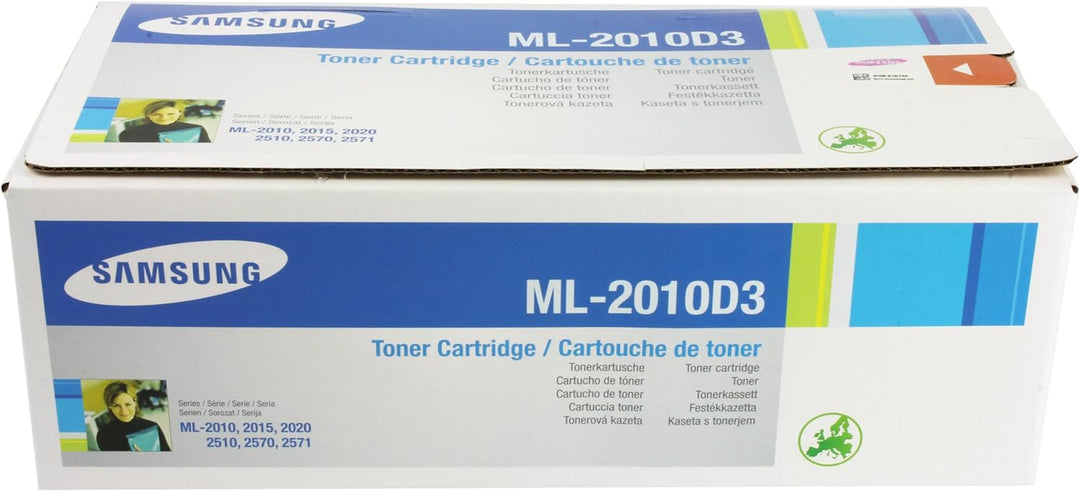 SAMSUNG
ML-2010D3
Toner Cartridge / Cartouche de toner
Tonerkartusche Toner cartridge
Cartucho de tóner Toner
Cartucho de toner Tonerkassett
Cartuccia toner Festékkazetta
Tonerová kazeta Kaseta s tonerjem
Series / Série / Serie / Seria
Serien / Sorozat / Serija
ML-2010, 2015, 2020
2510, 2570, 2571
SAMSUNG
SAMSUNG
ML-2010D3
Toner Cartridge / Cartouche de toner
Tonerkartusche Toner cartridge
Cartucho de tóner Toner
Cartucho de toner Tonerkassett
Cartuccia toner Festékkazetta
Tonerová kazeta Kaseta s tonerjem
Series / Série / Serie / Seria
Serien / Sorozat / Serija
ML-2010, 2015, 2020
2510, 2570, 2571